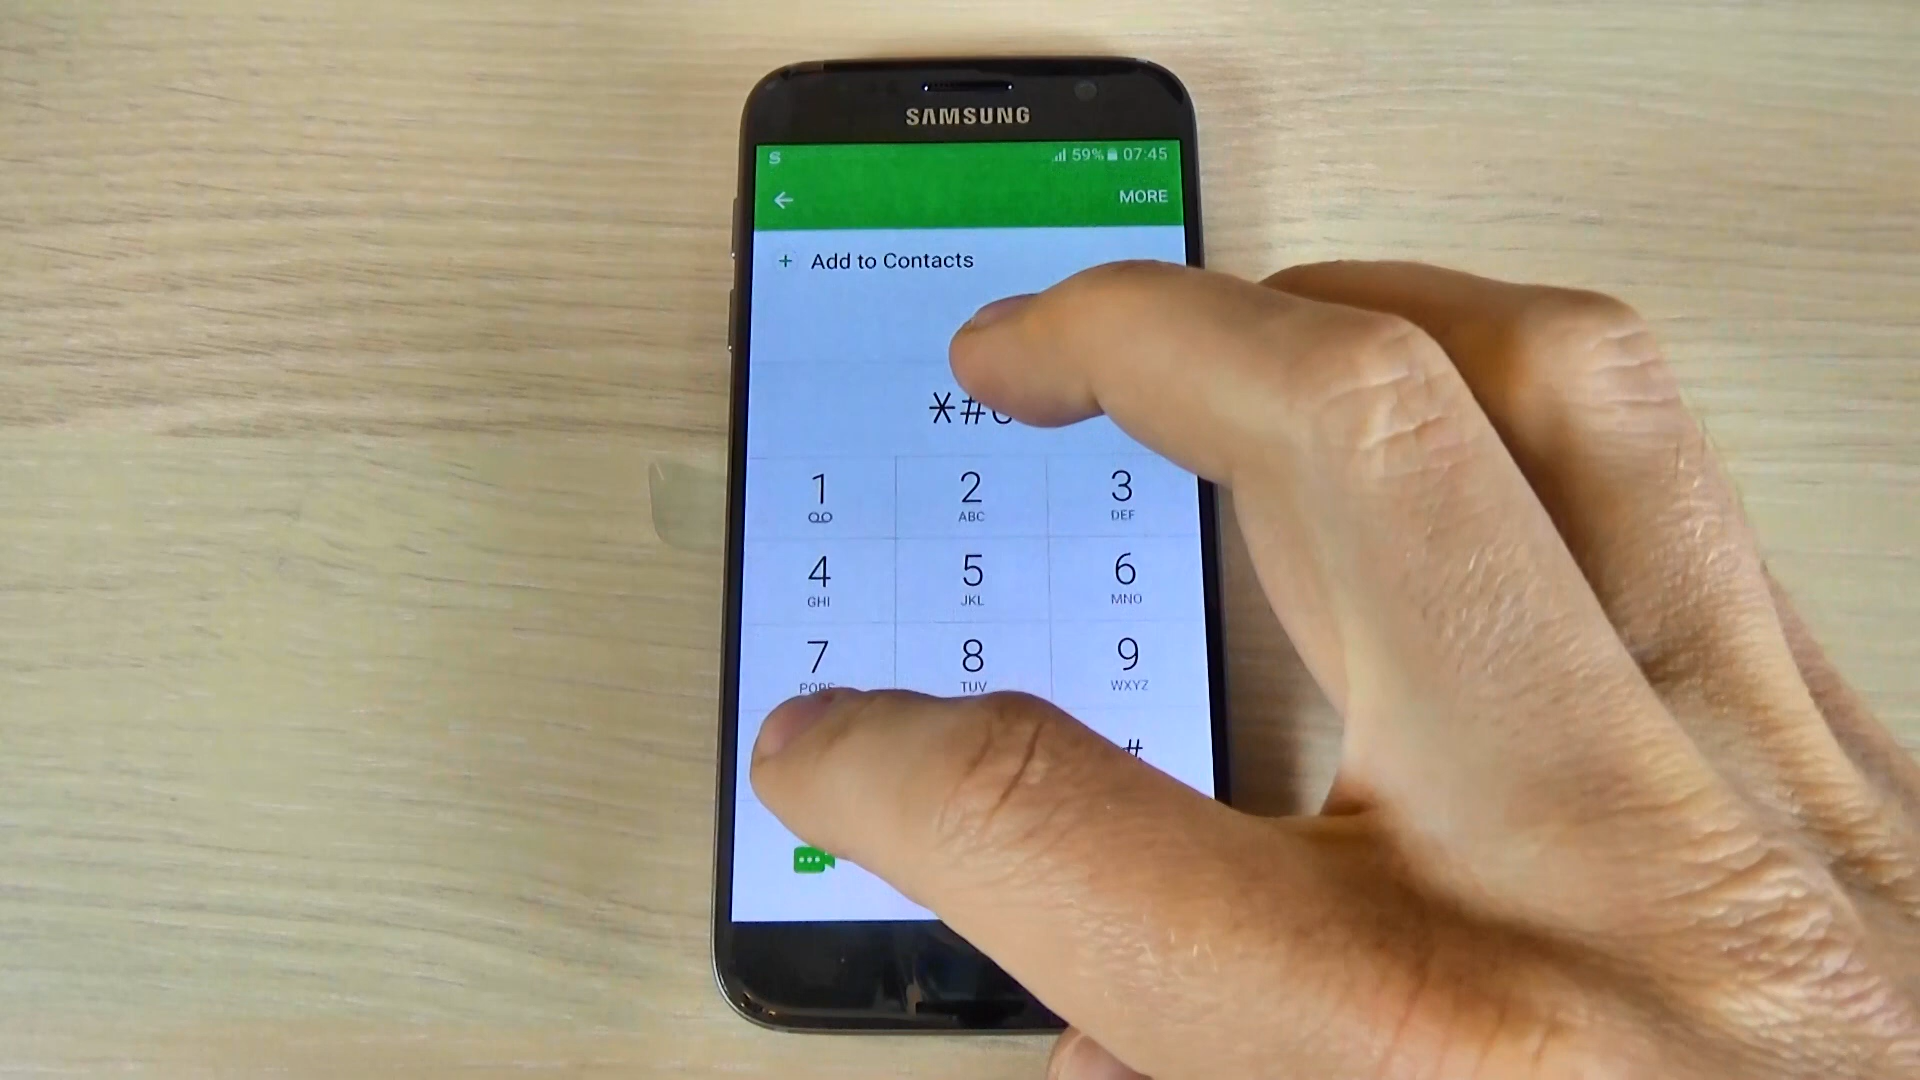 SAMSUNG
59% 07:45
MORE
+ Add to Contacts
*#
1 2 3
ABC DEF
4 5 6
GHI JKL MNO
7 8 9
TUV WXYZ
#